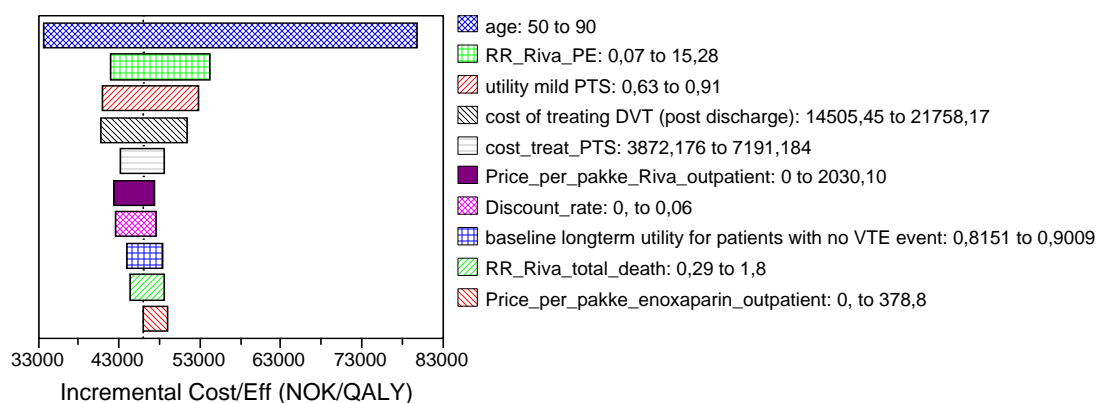 age: 50 to 90
RR_Riva_PE: 0,07 to 15,28
utility mild PTS: 0,63 to 0,91
cost of treating DVT (post discharge): 14505,45 to 21758,17
cost_treat_PTS: 3872,176 to 7191,184
Price_per_pakke_Riva_outpatient: 0 to 2030,10
Discount_rate: 0, to 0,06
baseline longterm utility for patients with no VTE event: 0,8151 to 0,9009
RR_Riva_total_death: 0,29 to 1,8
Price_per_pakke_enoxaparin_outpatient: 0, to 378,8
33000 43000 53000 63000 73000 83000
Incremental Cost/Eff (NOK/QALY)